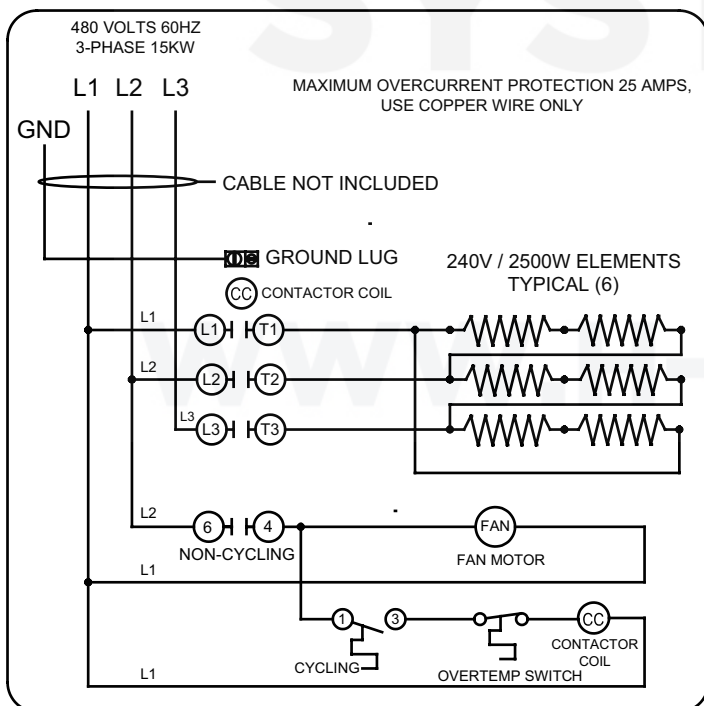 480 VOLTS 60HZ
3-PHASE 15KW
L1 L2 L3
MAXIMUM OVERCURRENT PROTECTION 25 AMPS,
USE COPPER WIRE ONLY
GND
CABLE NOT INCLUDED
GROUND LUG
240V / 2500W ELEMENTS
TYPICAL (6)
CC CONTACTOR COIL
L1 L1 T1
L2 L2 T2
L3 L3 T3
L2 6 4 FAN
NON-CYCLING
FAN MOTOR
L1
1 3 CC
CONTACTOR
COIL
CYCLING
OVERTEMP SWITCH
L1